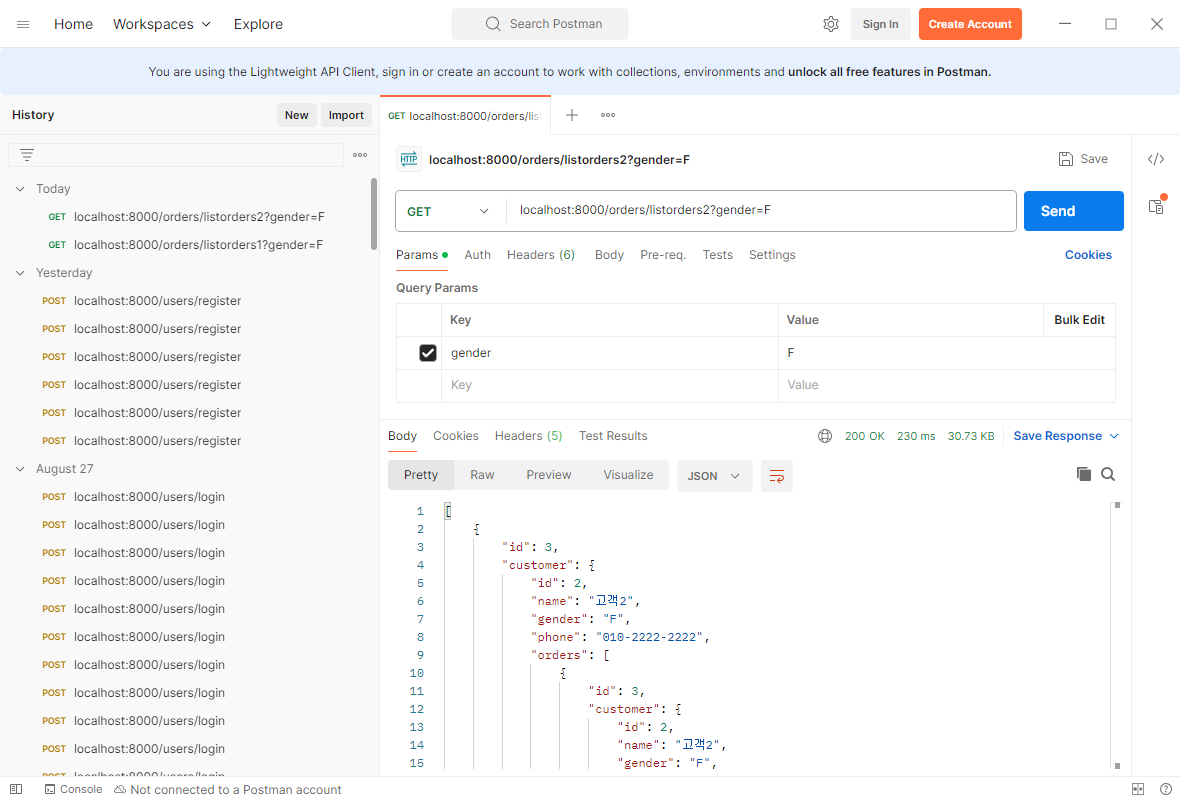 Home Workspaces Explore Search Postman Sign In Create Account
You are using the Lightweight API Client, sign in or create an account to work with collections, environments and unlock all free features in Postman.
History New Import
Today
GET localhost:8000/orders/listorders2?gender=F
GET localhost:8000/orders/listorders1?gender=F
Yesterday
POST localhost:8000/users/register
POST localhost:8000/users/register
POST localhost:8000/users/register
POST localhost:8000/users/register
POST localhost:8000/users/register
POST localhost:8000/users/register
August 27
POST localhost:8000/users/login
POST localhost:8000/users/login
POST localhost:8000/users/login
POST localhost:8000/users/login
POST localhost:8000/users/login
POST localhost:8000/users/login
POST localhost:8000/users/login
POST localhost:8000/users/login
POST localhost:8000/users/login
POST localhost:8000/users/login
POST localhost:8000/users/login
GET localhost:8000/orders/lis
HTTP localhost:8000/orders/listorders2?gender=F Save
GET localhost:8000/orders/listorders2?gender=F Send
Params Auth Headers (6) Body Pre-req. Tests Settings Cookies
Query Params
Key Value Bulk Edit
gender F
Key Value
Body Cookies Headers (5) Test Results 200 OK 230 ms 30.73 KB Save Response
Pretty Raw Preview Visualize JSON
1 [
2 {
3 "id": 3,
4 "customer": {
5 "id": 2,
6 "name": "고객2",
7 "gender": "F",
8 "phone": "010-2222-2222",
9 "orders": [
10 {
11 "id": 3,
12 "customer": {
13 "id": 2,
14 "name": "고객2",
15 "gender": "F",
Console Not connected to a Postman account